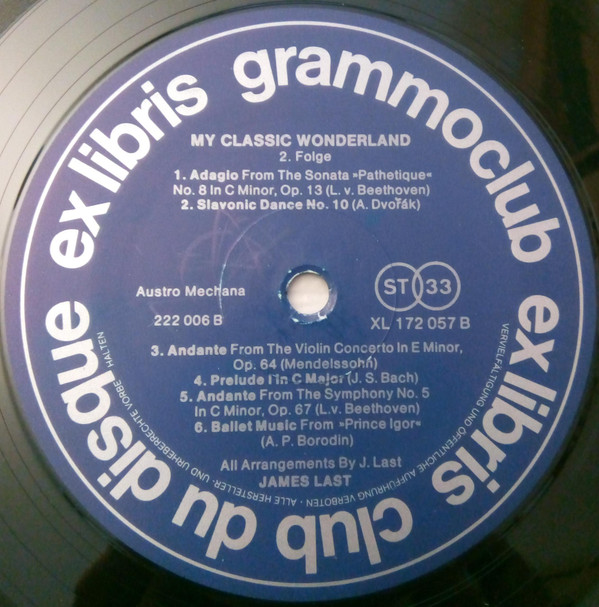 ex libris grammoclub ex libris club du disque
MY CLASSIC WONDERLAND
2. Folge
1. Adagio From The Sonata »Pathetique«
No. 8 In C Minor, Op. 13 (L. v. Beethoven)
2. Slavonic Dance No. 10 (A. Dvořák)
Austro Mechana
222 006 B
ST 33
XL 172 057 B
3. Andante From The Violin Concerto In E Minor,
Op. 64 (Mendelssohn)
4. Prelude I in C Major (J. S. Bach)
5. Andante From The Symphony No. 5
In C Minor, Op. 67 (L. v. Beethoven)
6. Ballet Music From »Prince Igor«
(A. P. Borodin)
All Arrangements By J. Last
JAMES LAST
VERVIELFÄLTIGUNG UND ÖFFENTLICHE AUFFÜHRUNG VERBOTEN · ALLE HERSTELLER- UND URHEBERRECHTE VORBEHALTEN